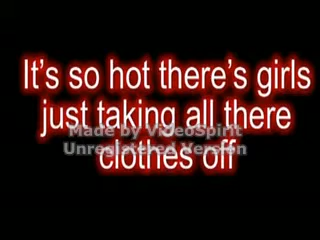 It's so hot there's girls
just taking all there
Made by VideoSpirit
Unregistered Version
clothes off